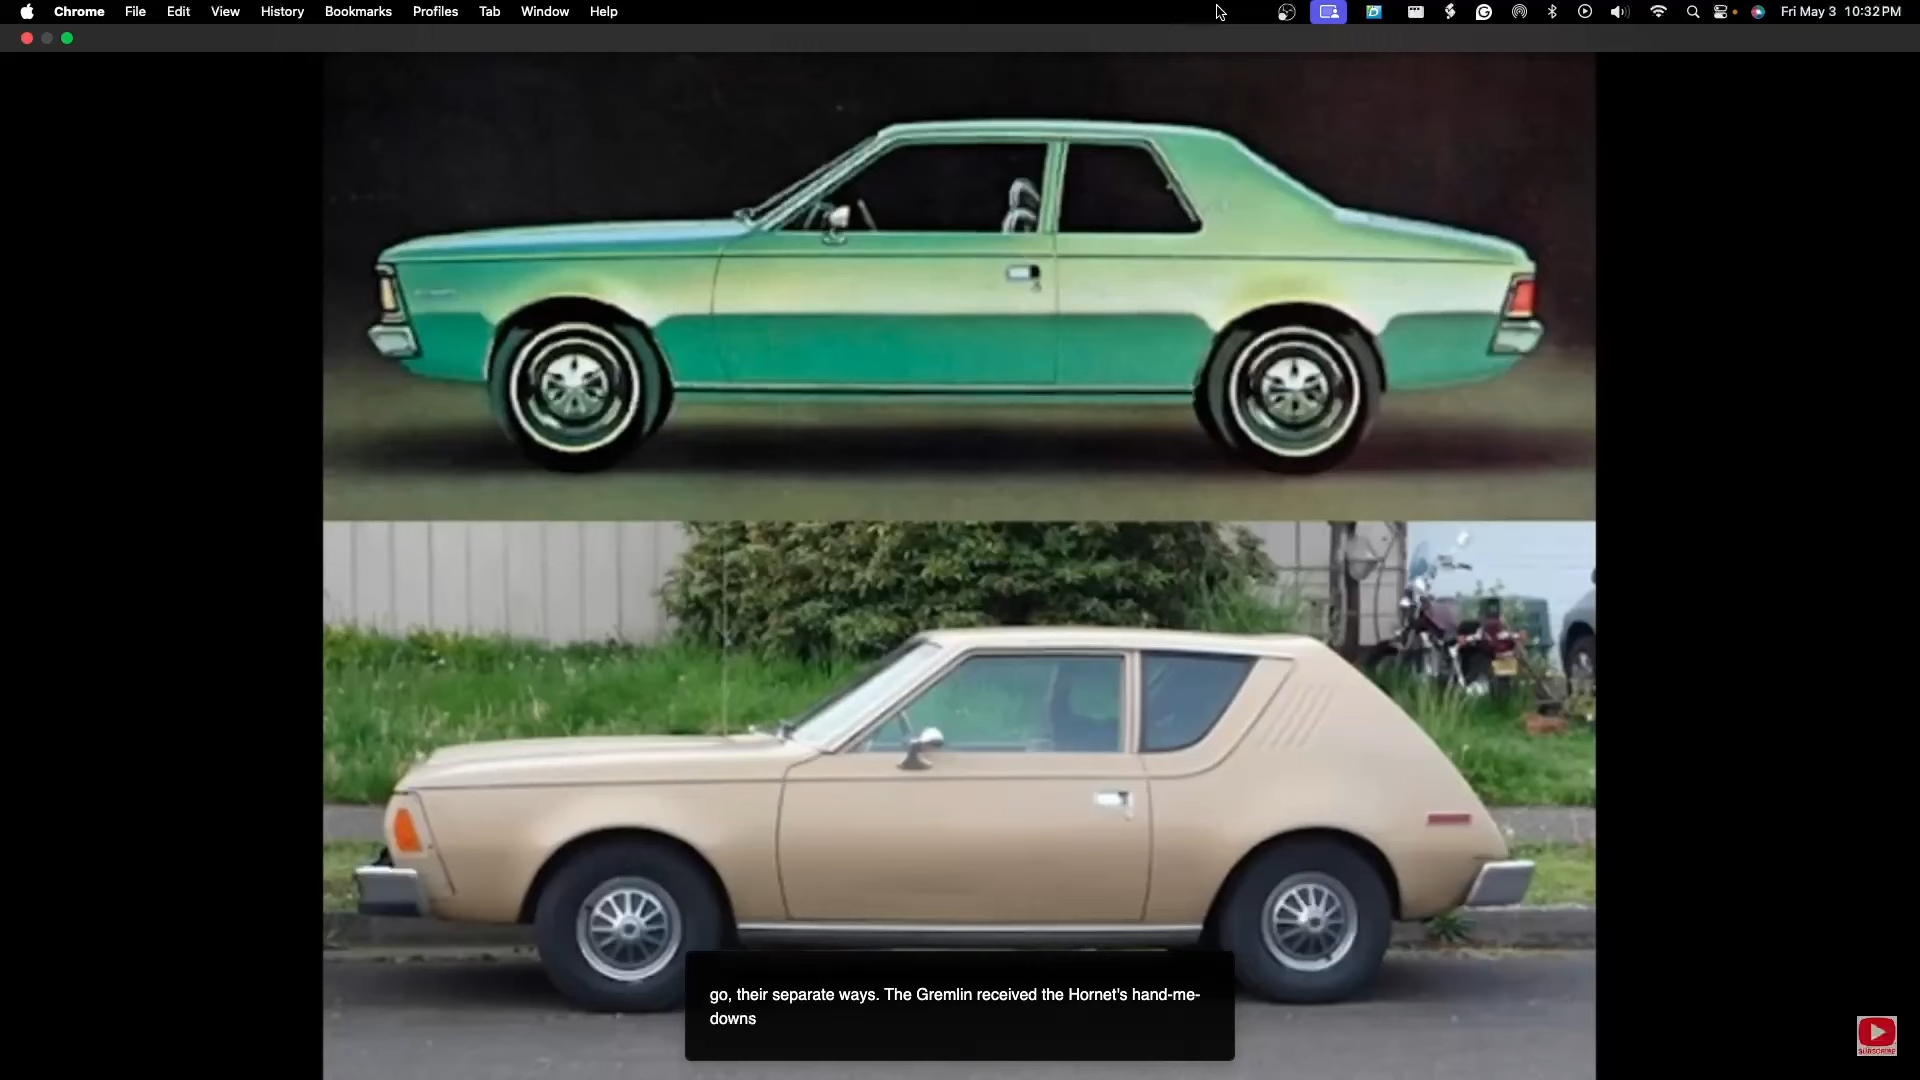 Chrome File Edit View History Bookmarks Profiles Tab Window Help Fri May 3 10:32 PM
go, their separate ways. The Gremlin received the Hornet's hand-me-
downs
SUBSCRIBE